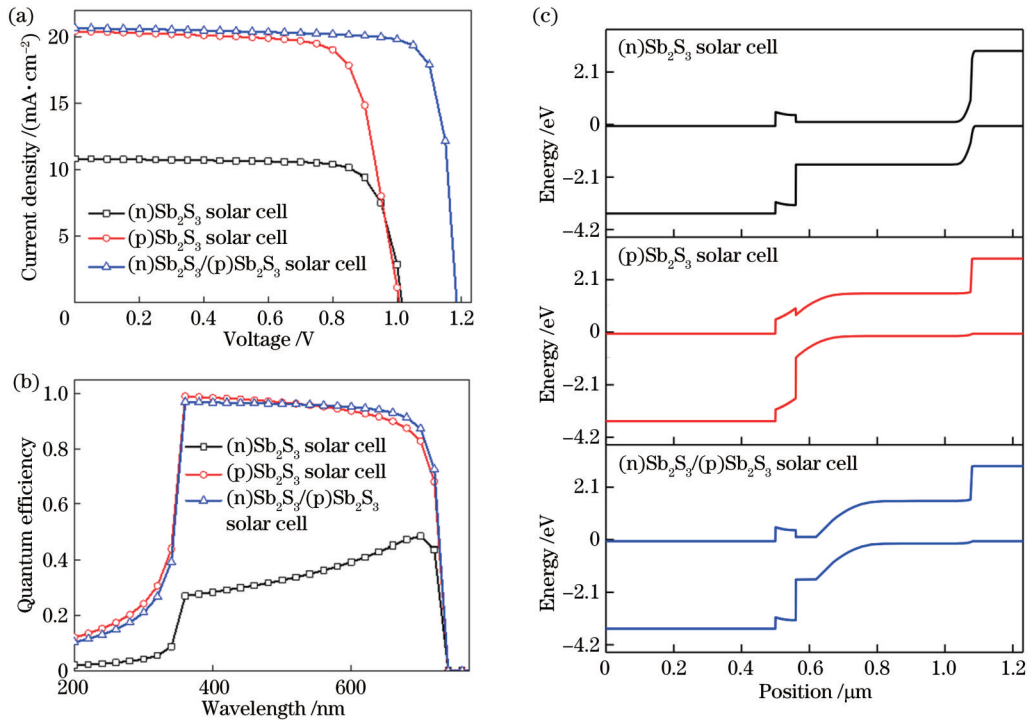 (a)
20
15
10
5
Current density /(mA·cm⁻²)
(n)Sb₂S₃ solar cell
(p)Sb₂S₃ solar cell
(n)Sb₂S₃/(p)Sb₂S₃ solar cell
0 0.2 0.4 0.6 0.8 1.0 1.2
Voltage /V
(b)
1.0
0.8
0.6
0.4
0.2
0
Quantum efficiency
(n)Sb₂S₃ solar cell
(p)Sb₂S₃ solar cell
(n)Sb₂S₃/(p)Sb₂S₃
solar cell
200 400 600
Wavelength /nm
(c)
(n)Sb₂S₃ solar cell
2.1
0
−2.1
−4.2
Energy /eV
(p)Sb₂S₃ solar cell
2.1
0
−2.1
−4.2
Energy /eV
(n)Sb₂S₃/(p)Sb₂S₃ solar cell
2.1
0
−2.1
−4.2
Energy /eV
0 0.2 0.4 0.6 0.8 1.0 1.2
Position /μm